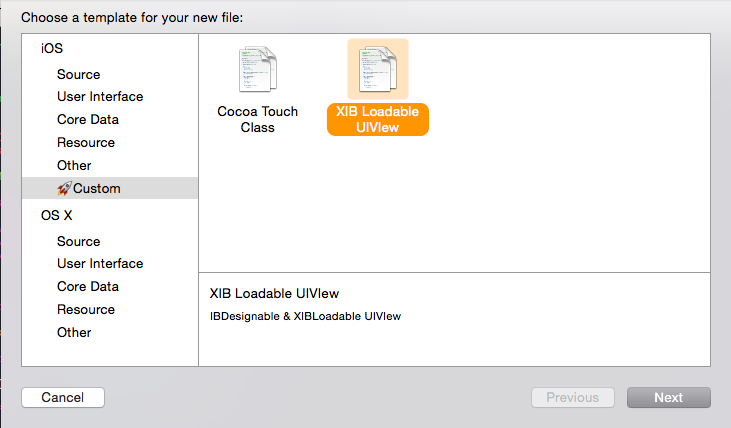 Choose a template for your new file:
iOS
Source
User Interface
Core Data
Resource
Other
🚀Custom
OS X
Source
User Interface
Core Data
Resource
Other
Cocoa Touch
Class
XIB Loadable
UIVIew
XIB Loadable UIVIew
IBDesignable & XIBLoadable UIVIew
Cancel
Previous
Next